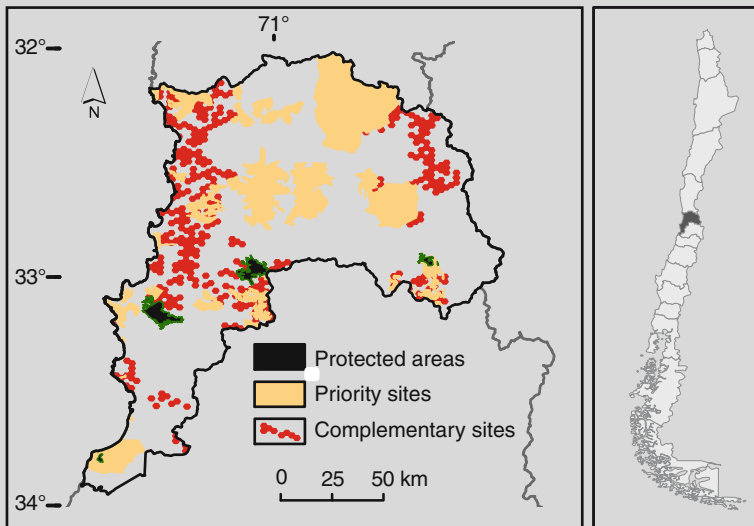 71°
32°
N
33°
Protected areas
Priority sites
Complementary sites
0 25 50 km
34°